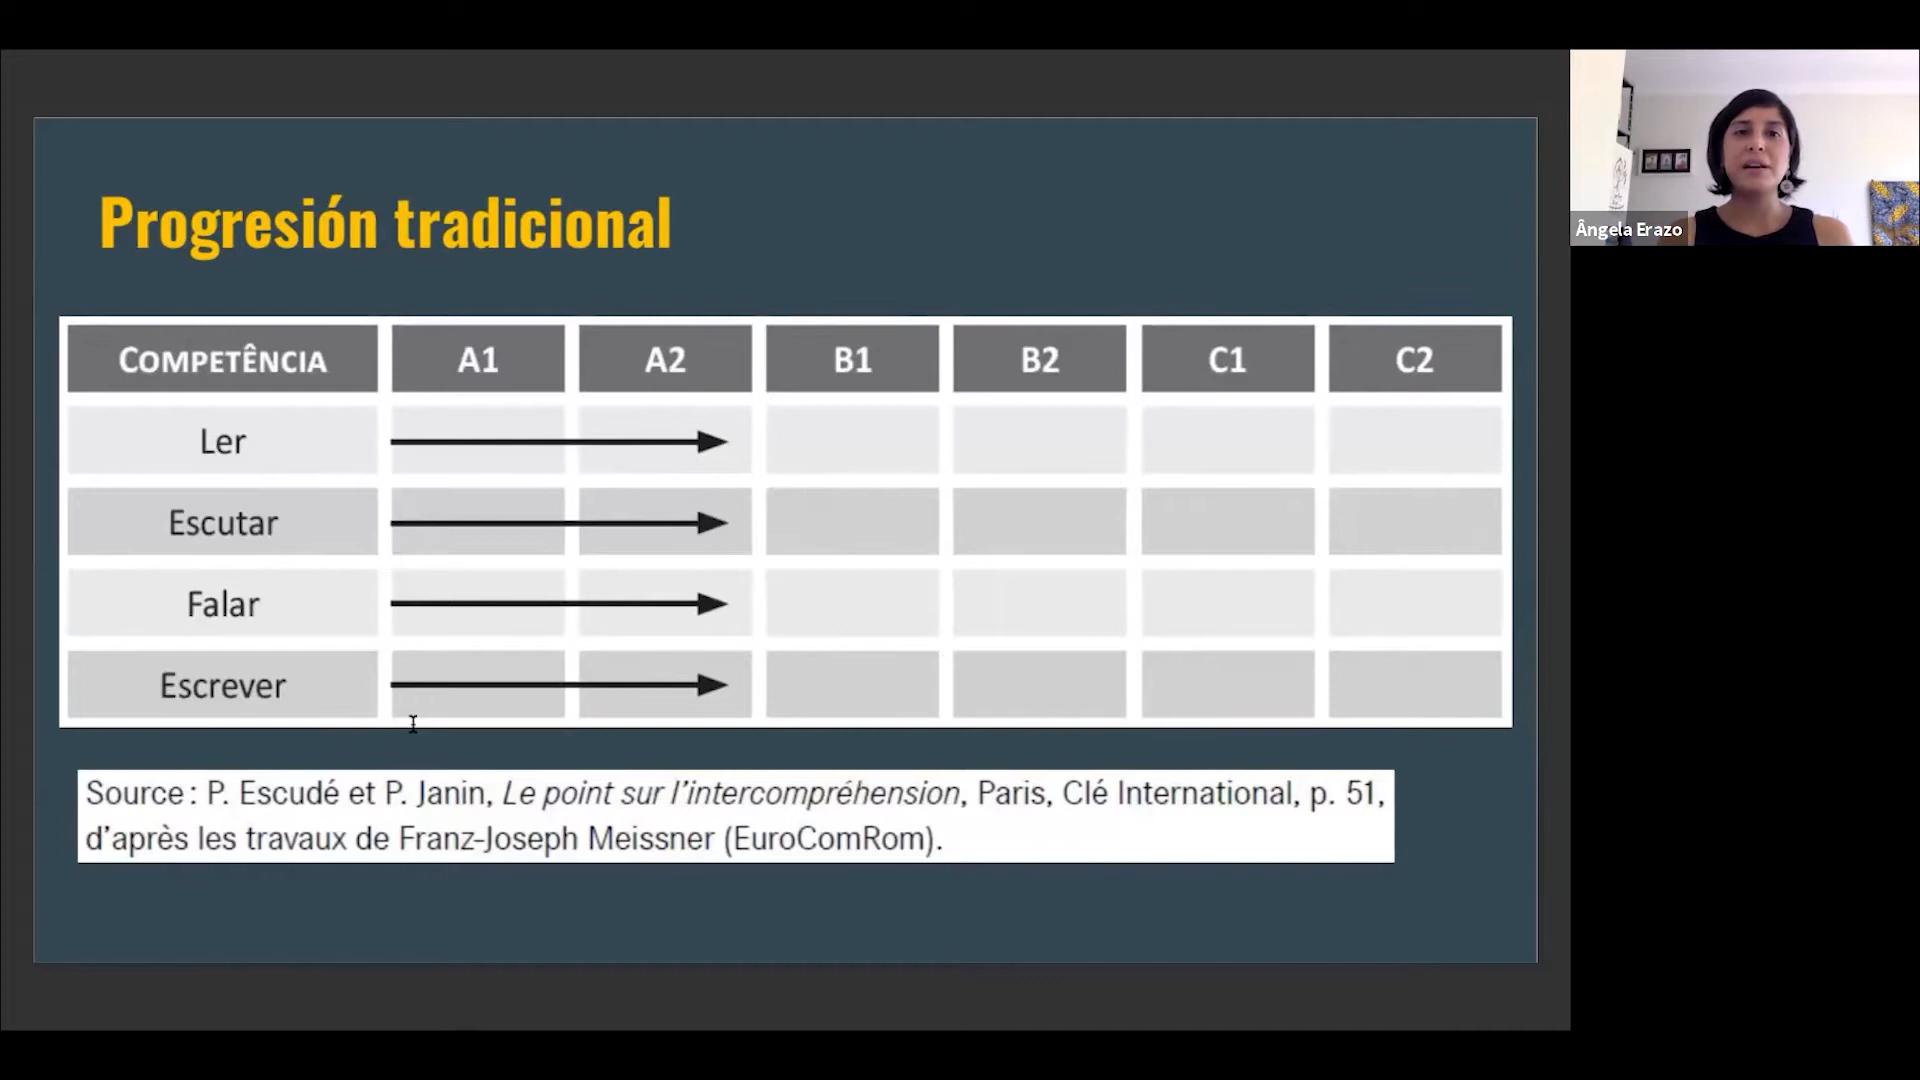 Progresión tradicional
COMPETÊNCIA A1 A2 B1 B2 C1 C2
Ler
Escutar
Falar
Escrever
Source : P. Escudé et P. Janin, Le point sur l'intercompréhension, Paris, Clé International, p. 51,
d'après les travaux de Franz-Joseph Meissner (EuroComRom).
Ângela Erazo